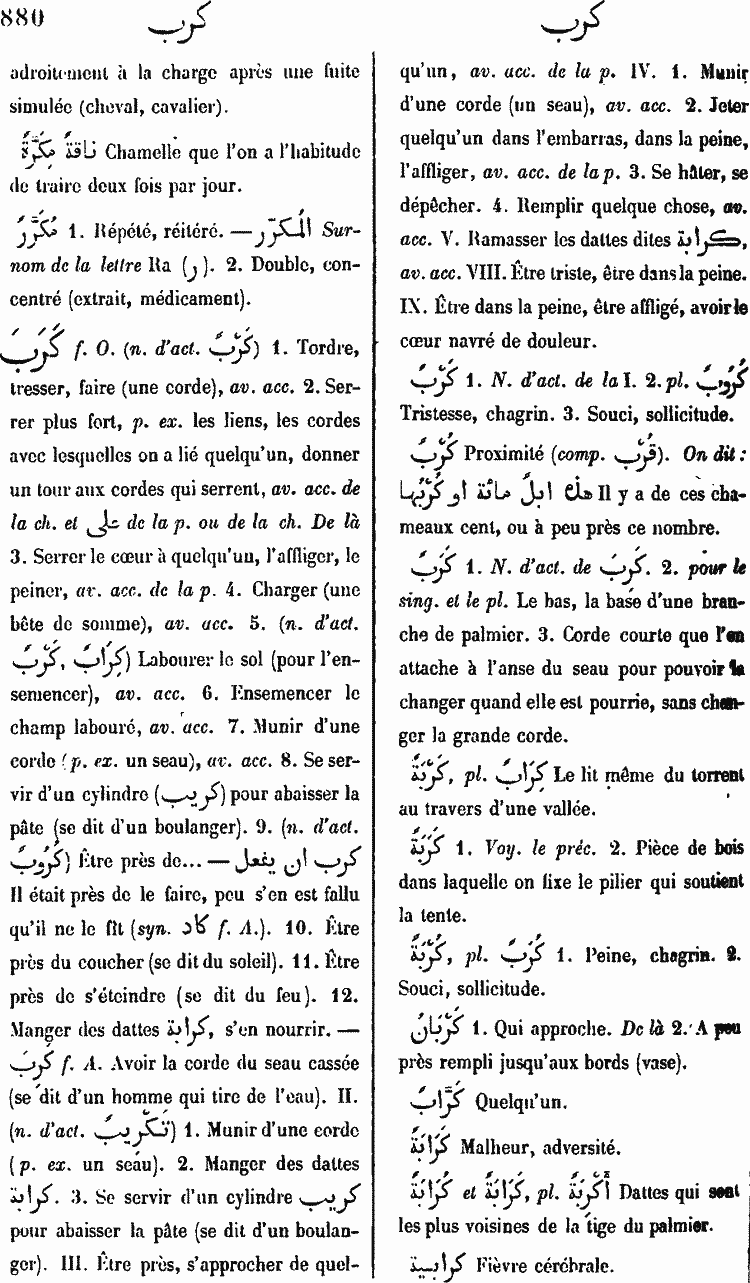 880
كرب
كرب
adroitement à la charge après une fuite
simulée (cheval, cavalier).
نَاقَةٌ مِكَرَّةٌ Chamelle que l'on a l'habitude
de traire deux fois par jour.
مُكَرَّرٌ 1. Répété, réitéré. — المكرّر Sur-
nom de la lettre Ra (ر). 2. Double, con-
centré (extrait, médicament).
كَرَبَ f. O. (n. d'act. كَرْبٌ) 1. Tordre,
tresser, faire (une corde), av. acc. 2. Ser-
rer plus fort, p. ex. les liens, les cordes
avec lesquelles on a lié quelqu'un, donner
un tour aux cordes qui serrent, av. acc. de
la ch. et على de la p. ou de la ch. De là
3. Serrer le cœur à quelqu'un, l'affliger, le
peiner, av. acc. de la p. 4. Charger (une
bête de somme), av. acc. 5. (n. d'act.
كِرَابٌ, كَرْبٌ) Labourer le sol (pour l'en-
semencer), av. acc. 6. Ensemencer le
champ labouré, av. acc. 7. Munir d'une
corde (p. ex. un seau), av. acc. 8. Se ser-
vir d'un cylindre (كريب) pour abaisser la
pâte (se dit d'un boulanger). 9. (n. d'act.
كُرُوبٌ) Être près de... — كرب ان يفعل
Il était près de le faire, peu s'en est fallu
qu'il ne le fît (syn. كاد f. A.). 10. Être
près du coucher (se dit du soleil). 11. Être
près de s'éteindre (se dit du feu). 12.
Manger des dattes كرابة, s'en nourrir. —
كَرِبَ f. A. Avoir la corde du seau cassée
(se dit d'un homme qui tire de l'eau). II.
(n. d'act. تَكْرِيبٌ) 1. Munir d'une corde
(p. ex. un seau). 2. Manger des dattes
كرابة. 3. Se servir d'un cylindre كريب
pour abaisser la pâte (se dit d'un boulan-
ger). III. Être près, s'approcher de quel-
qu'un, av. acc. de la p. IV. 1. Munir
d'une corde (un seau), av. acc. 2. Jeter
quelqu'un dans l'embarras, dans la peine,
l'affliger, av. acc. de la p. 3. Se hâter, se
dépêcher. 4. Remplir quelque chose, av.
acc. V. Ramasser les dattes dites كرابة,
av. acc. VIII. Être triste, être dans la peine.
IX. Être dans la peine, être affligé, avoir le
cœur navré de douleur.
كَرْبٌ 1. N. d'act. de la I. 2. pl. كُرُوبٌ
Tristesse, chagrin. 3. Souci, sollicitude.
كَرْبٌ Proximité (comp. قُرْب). On dit :
هذه ابلٌ مائة او كَرْبُها Il y a de ces cha-
meaux cent, ou à peu près ce nombre.
كَرَبٌ 1. N. d'act. de كَرِبَ. 2. pour le
sing. et le pl. Le bas, la base d'une bran-
che de palmier. 3. Corde courte que l'on
attache à l'anse du seau pour pouvoir la
changer quand elle est pourrie, sans chan-
ger la grande corde.
كَرَبَةٌ, pl. كِرَابٌ Le lit même du torrent
au travers d'une vallée.
كَرَبَةٌ 1. Voy. le préc. 2. Pièce de bois
dans laquelle on fixe le pilier qui soutient
la tente.
كُرْبَةٌ, pl. كُرَبٌ 1. Peine, chagrin. 2.
Souci, sollicitude.
كَرْبَانُ 1. Qui approche. De là 2. A peu
près rempli jusqu'aux bords (vase).
كَرَّابٌ Quelqu'un.
كَرَابَةٌ Malheur, adversité.
كَرَابَةٌ et كُرَابَةٌ, pl. أَكْرِبَةٌ Dattes qui sont
les plus voisines de la tige du palmier.
كرابسية Fièvre cérébrale.